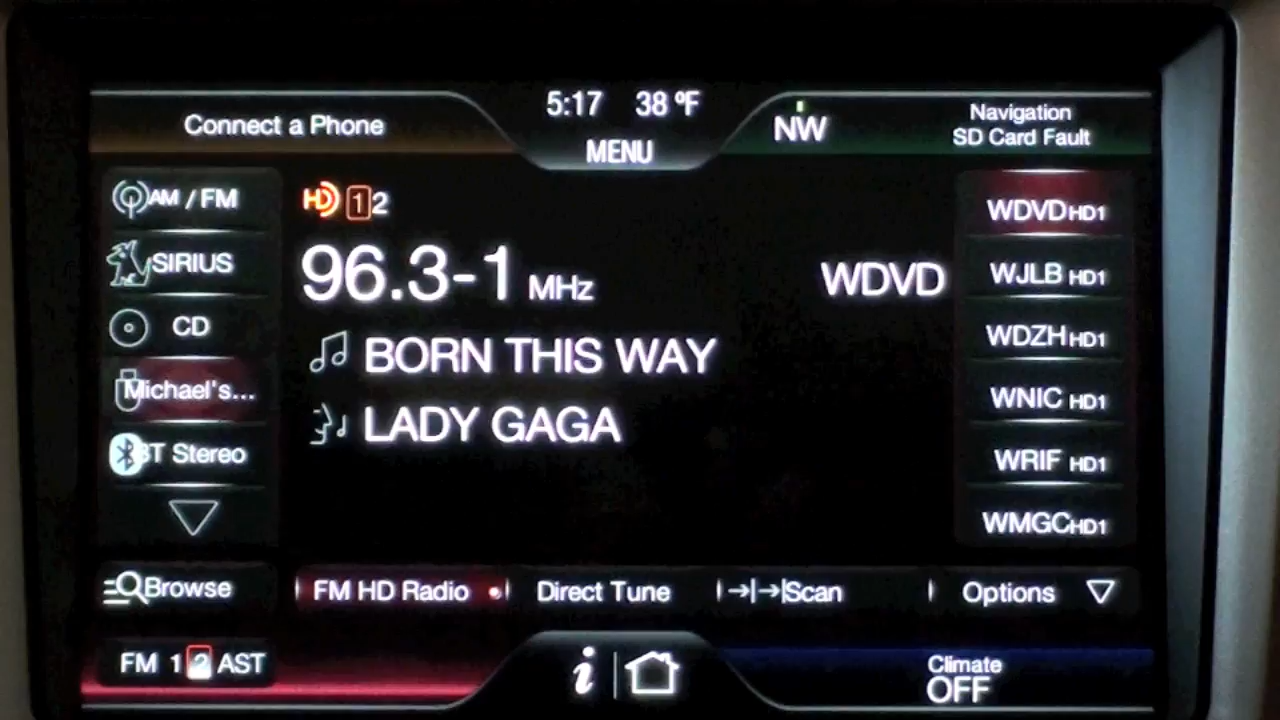 5:17 38 ºF
Connect a Phone
MENU
NW
Navigation
SD Card Fault
AM / FM
SIRIUS
CD
Michael's...
BT Stereo
HD 1 2
96.3-1 MHz
WDVD
BORN THIS WAY
LADY GAGA
WDVD HD1
WJLB HD1
WDZH HD1
WNIC HD1
WRIF HD1
WMGC HD1
Browse
FM HD Radio
Direct Tune
Scan
Options
FM 1 2 AST
i
Climate
OFF